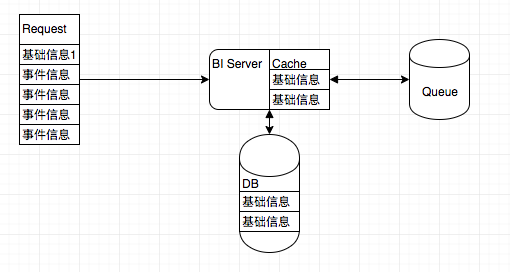 Request
基础信息1
事件信息
事件信息
事件信息
事件信息
BI Server
Cache
基础信息
基础信息
Queue
DB
基础信息
基础信息